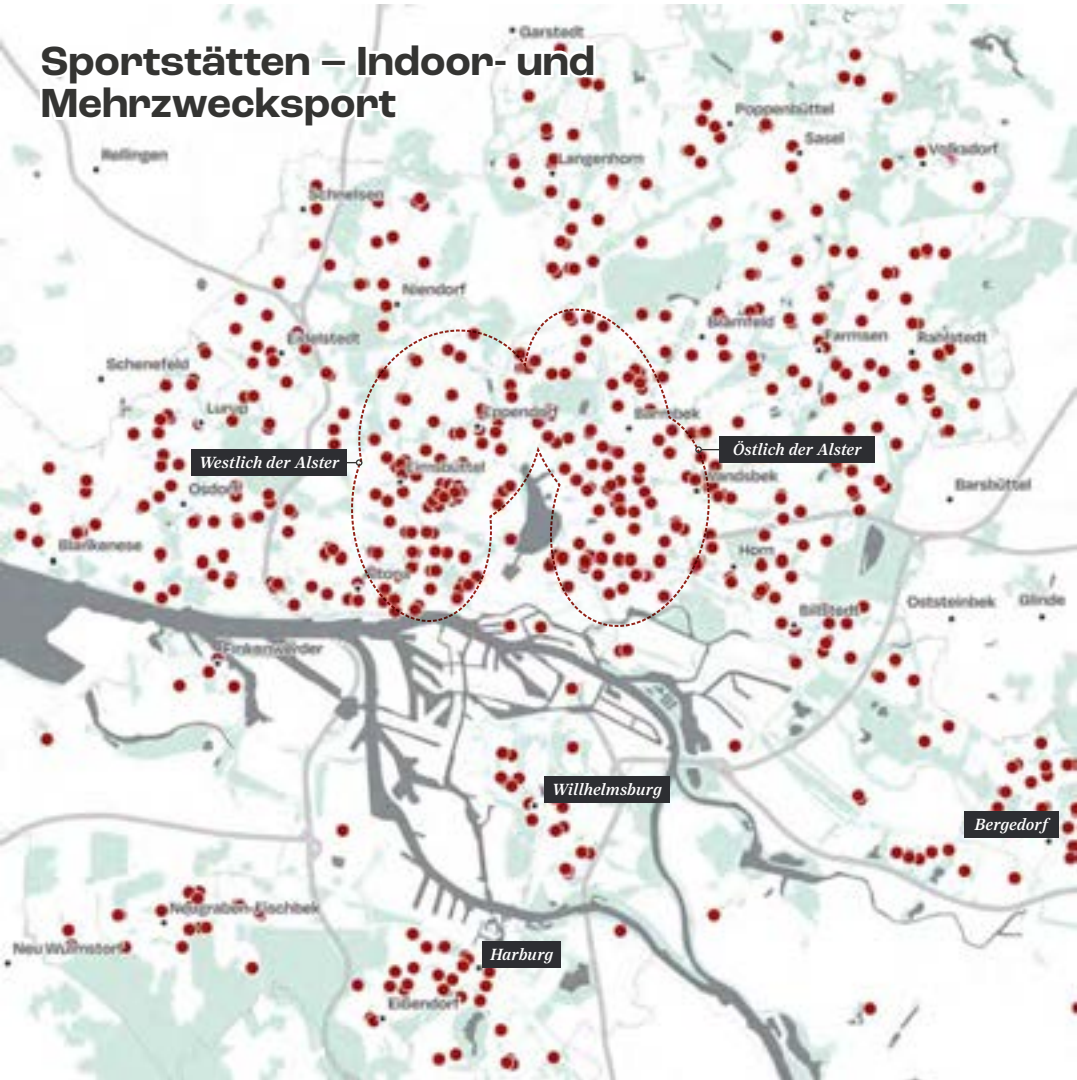 Sportstätten – Indoor- und
Mehrzwecksport
Garstedt
Poppenbüttel
Sasel
Volksdorf
Rellingen
Langenhorn
Schnelsen
Niendorf
Bramfeld
Farmsen
Rahlstedt
Eidelstedt
Schenefeld
Lurup
Eppendorf
Barmbek
Westlich der Alster
Östlich der Alster
Eimsbüttel
Wandsbek
Osdorf
Barsbüttel
Blankenese
Horn
Altona
Billstedt
Oststeinbek
Glinde
Finkenwerder
Willhelmsburg
Bergedorf
Neugraben-Fischbek
Neu Wulmstorf
Harburg
Eißendorf